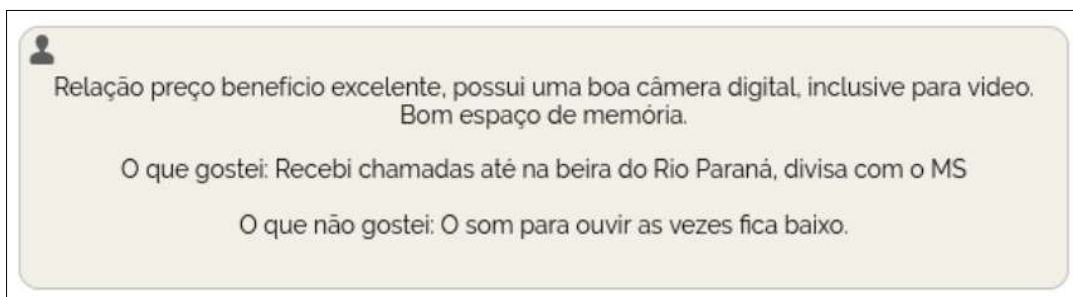 Relação preço benefício excelente, possui uma boa câmera digital, inclusive para video.
Bom espaço de memória.
O que gostei: Recebi chamadas até na beira do Rio Paraná, divisa com o MS
O que não gostei: O som para ouvir as vezes fica baixo.